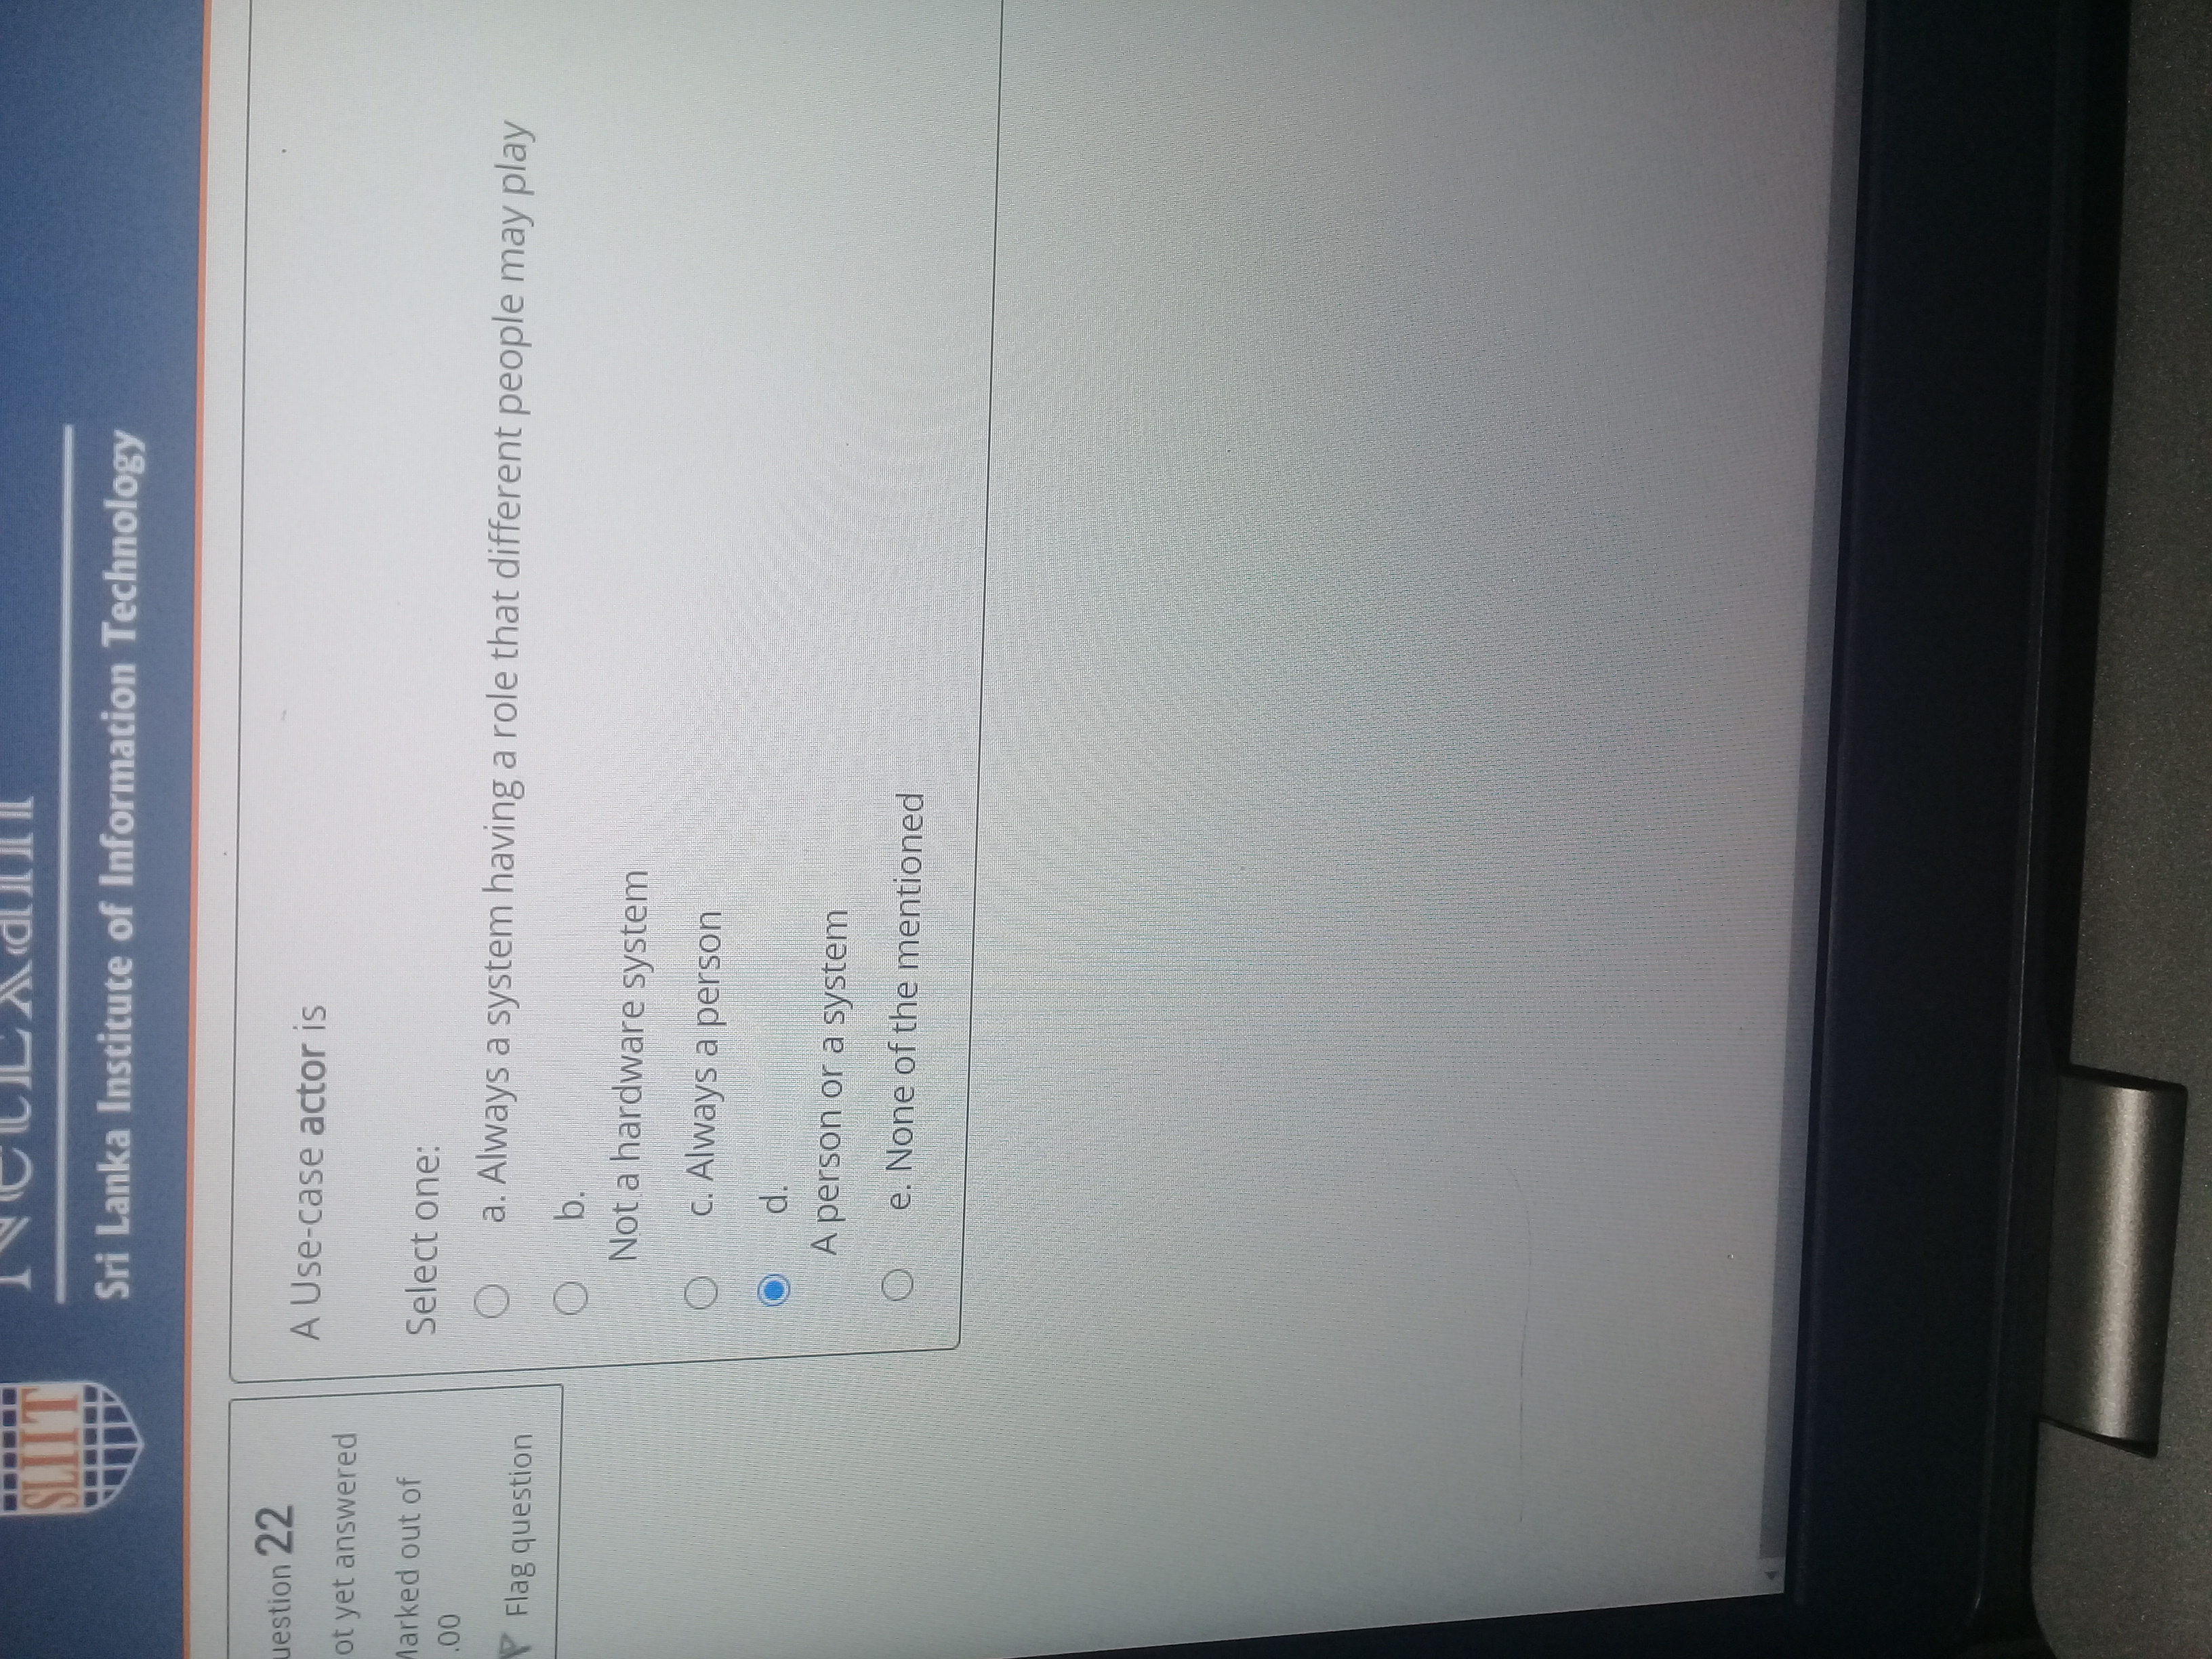 SLIIT
NetExam
Sri Lanka Institute of Information Technology
uestion 22
ot yet answered
Marked out of
.00
Flag question
A Use-case actor is
Select one:
a. Always a system having a role that different people may play
b.
Not a hardware system
c. Always a person
d.
A person or a system
e. None of the mentioned